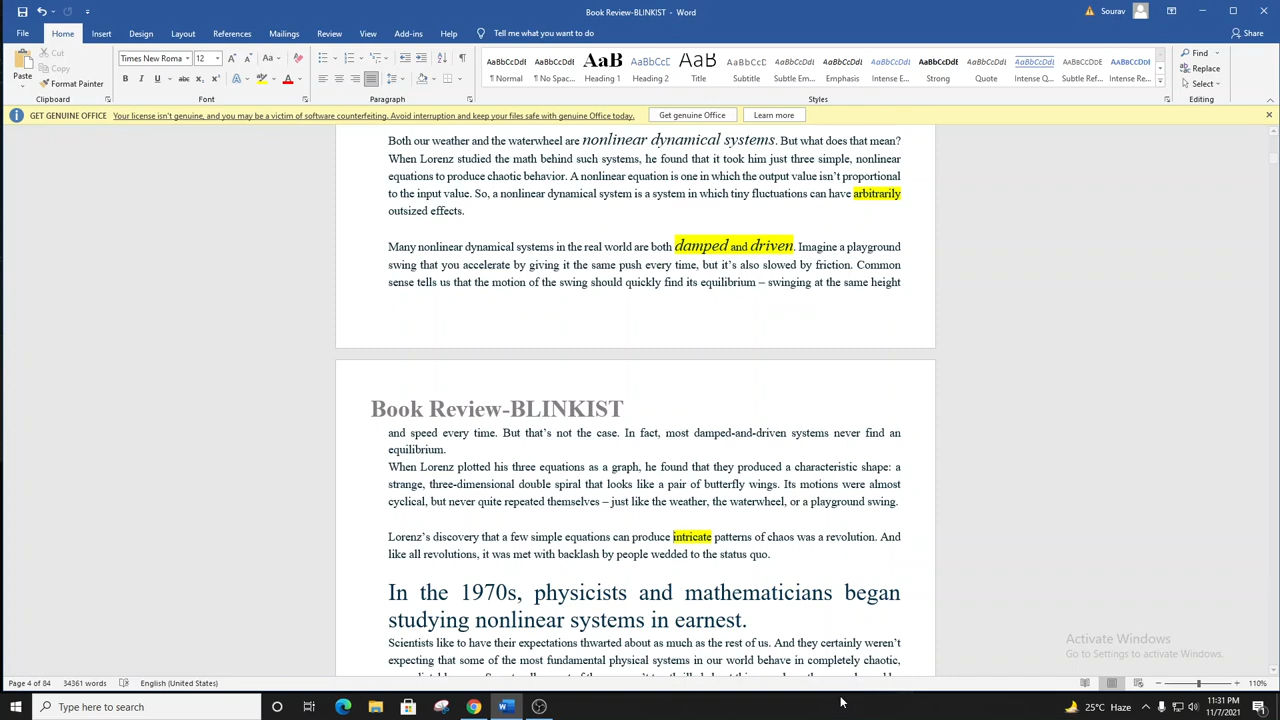 Book Review-BLINKIST - Word
Sourav
File Home Insert Design Layout References Mailings Review View Add-ins Help Tell me what you want to do Share
Cut
Copy
Format Painter
Paste
Clipboard
Times New Roma 12
Font
Paragraph
AaBbCcDdI AaBbCcDdI AaB AaBbCc AaB AaBbCcD AaBbCcDdI AaBbCcDdI AaBbCcDdI AaBbCcDdI AaBbCcDdI AaBbCcDdI AABBCCDDE AABBCCDDI
¶ Normal ¶ No Spac... Heading 1 Heading 2 Title Subtitle Subtle Em... Emphasis Intense E... Strong Quote Intense Q... Subtle Ref... Intense Re...
Styles
Find
Replace
Select
Editing
GET GENUINE OFFICE Your license isn't genuine, and you may be a victim of software counterfeiting. Avoid interruption and keep your files safe with genuine Office today. Get genuine Office Learn more
Both our weather and the waterwheel are nonlinear dynamical systems. But what does that mean?
When Lorenz studied the math behind such systems, he found that it took him just three simple, nonlinear
equations to produce chaotic behavior. A nonlinear equation is one in which the output value isn't proportional
to the input value. So, a nonlinear dynamical system is a system in which tiny fluctuations can have arbitrarily
outsized effects.
Many nonlinear dynamical systems in the real world are both damped and driven. Imagine a playground
swing that you accelerate by giving it the same push every time, but it's also slowed by friction. Common
sense tells us that the motion of the swing should quickly find its equilibrium – swinging at the same height
Book Review-BLINKIST
and speed every time. But that's not the case. In fact, most damped-and-driven systems never find an
equilibrium.
When Lorenz plotted his three equations as a graph, he found that they produced a characteristic shape: a
strange, three-dimensional double spiral that looks like a pair of butterfly wings. Its motions were almost
cyclical, but never quite repeated themselves – just like the weather, the waterwheel, or a playground swing.
Lorenz's discovery that a few simple equations can produce intricate patterns of chaos was a revolution. And
like all revolutions, it was met with backlash by people wedded to the status quo.
In the 1970s, physicists and mathematicians began
studying nonlinear systems in earnest.
Scientists like to have their expectations thwarted about as much as the rest of us. And they certainly weren't
expecting that some of the most fundamental physical systems in our world behave in completely chaotic,
Activate Windows
Go to Settings to activate Windows.
Page 4 of 84 34361 words English (United States) 110%
Type here to search
25°C Haze
11:31 PM
11/7/2021